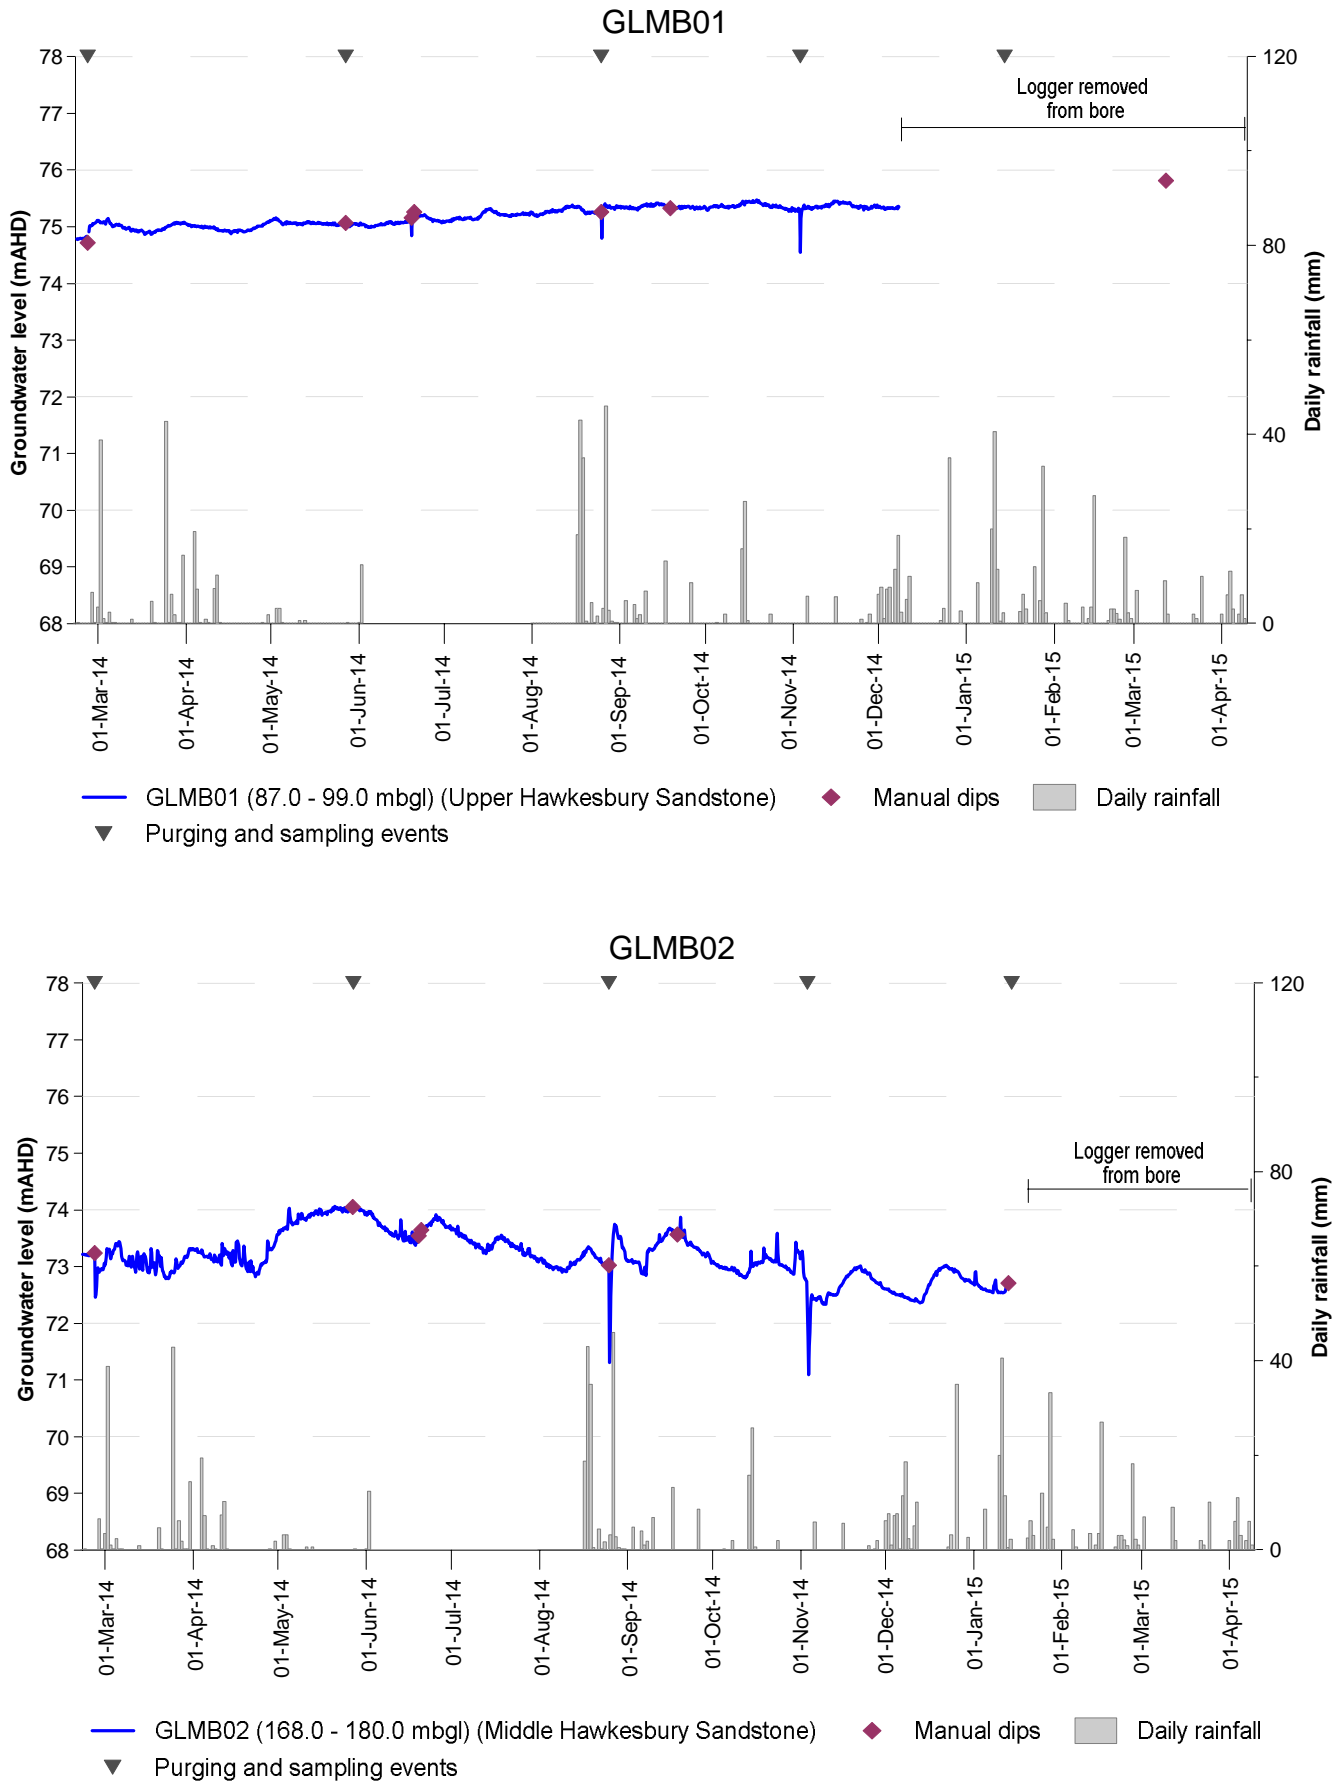 GLMB01
78
77
76
75
74
73
72
71
70
69
68
Groundwater level (mAHD)
120
80
40
0
Daily rainfall (mm)
Logger removed
from bore
01-Mar-14
01-Apr-14
01-May-14
01-Jun-14
01-Jul-14
01-Aug-14
01-Sep-14
01-Oct-14
01-Nov-14
01-Dec-14
01-Jan-15
01-Feb-15
01-Mar-15
01-Apr-15
GLMB01 (87.0 - 99.0 mbgl) (Upper Hawkesbury Sandstone)
Manual dips
Daily rainfall
Purging and sampling events
GLMB02
78
77
76
75
74
73
72
71
70
69
68
Groundwater level (mAHD)
120
80
40
0
Daily rainfall (mm)
Logger removed
from bore
01-Mar-14
01-Apr-14
01-May-14
01-Jun-14
01-Jul-14
01-Aug-14
01-Sep-14
01-Oct-14
01-Nov-14
01-Dec-14
01-Jan-15
01-Feb-15
01-Mar-15
01-Apr-15
GLMB02 (168.0 - 180.0 mbgl) (Middle Hawkesbury Sandstone)
Manual dips
Daily rainfall
Purging and sampling events